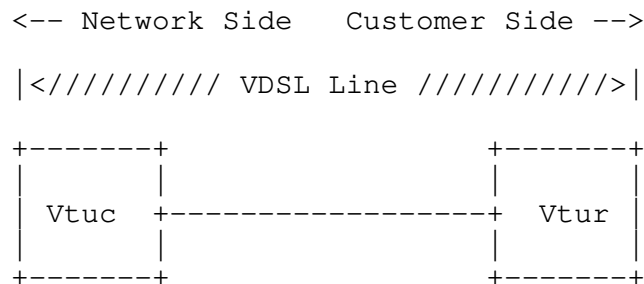 <-- Network Side   Customer Side -->
|<////////// VDSL Line ///////////>|
+-------+                  +-------+
|       |                  |       |
| Vtuc  +------------------+  Vtur |
|       |                  |       |
+-------+                  +-------+